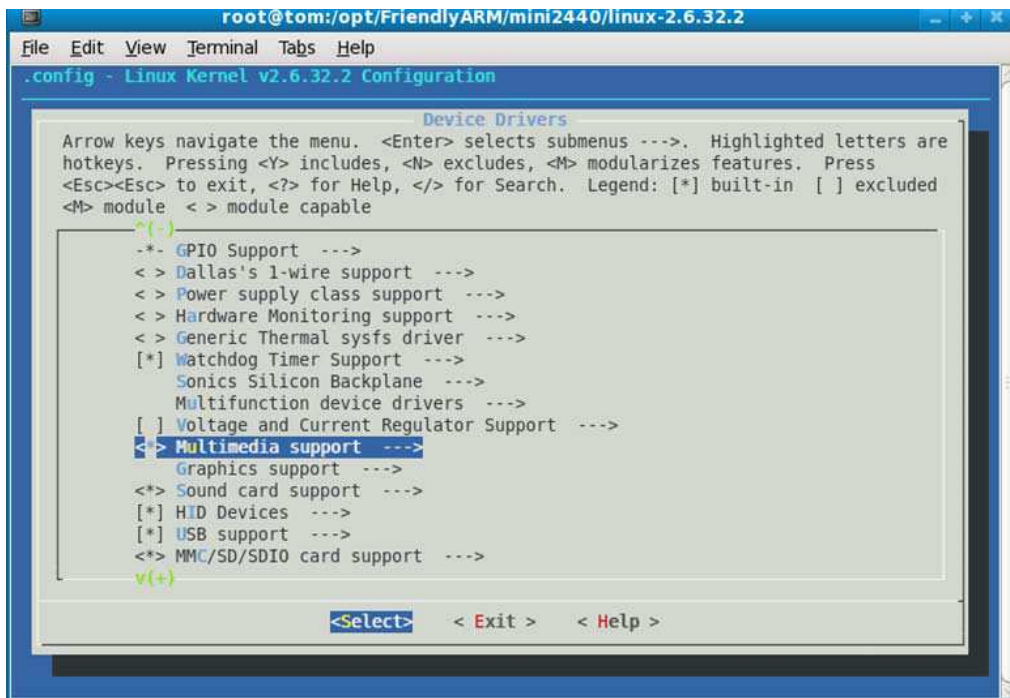 root@tom:/opt/FriendlyARM/mini2440/linux-2.6.32.2
File Edit View Terminal Tabs Help
.config - Linux Kernel v2.6.32.2 Configuration
Device Drivers
Arrow keys navigate the menu. <Enter> selects submenus --->. Highlighted letters are
hotkeys. Pressing <Y> includes, <N> excludes, <M> modularizes features. Press
<Esc><Esc> to exit, <?> for Help, </> for Search. Legend: [*] built-in [ ] excluded
<M> module < > module capable
^(-)
-*- GPIO Support --->
< > Dallas's 1-wire support --->
< > Power supply class support --->
< > Hardware Monitoring support --->
< > Generic Thermal sysfs driver --->
[*] Watchdog Timer Support --->
Sonics Silicon Backplane --->
Multifunction device drivers --->
[ ] Voltage and Current Regulator Support --->
<*> Multimedia support --->
Graphics support --->
<*> Sound card support --->
[*] HID Devices --->
[*] USB support --->
<*> MMC/SD/SDIO card support --->
v(+)
<Select> < Exit > < Help >